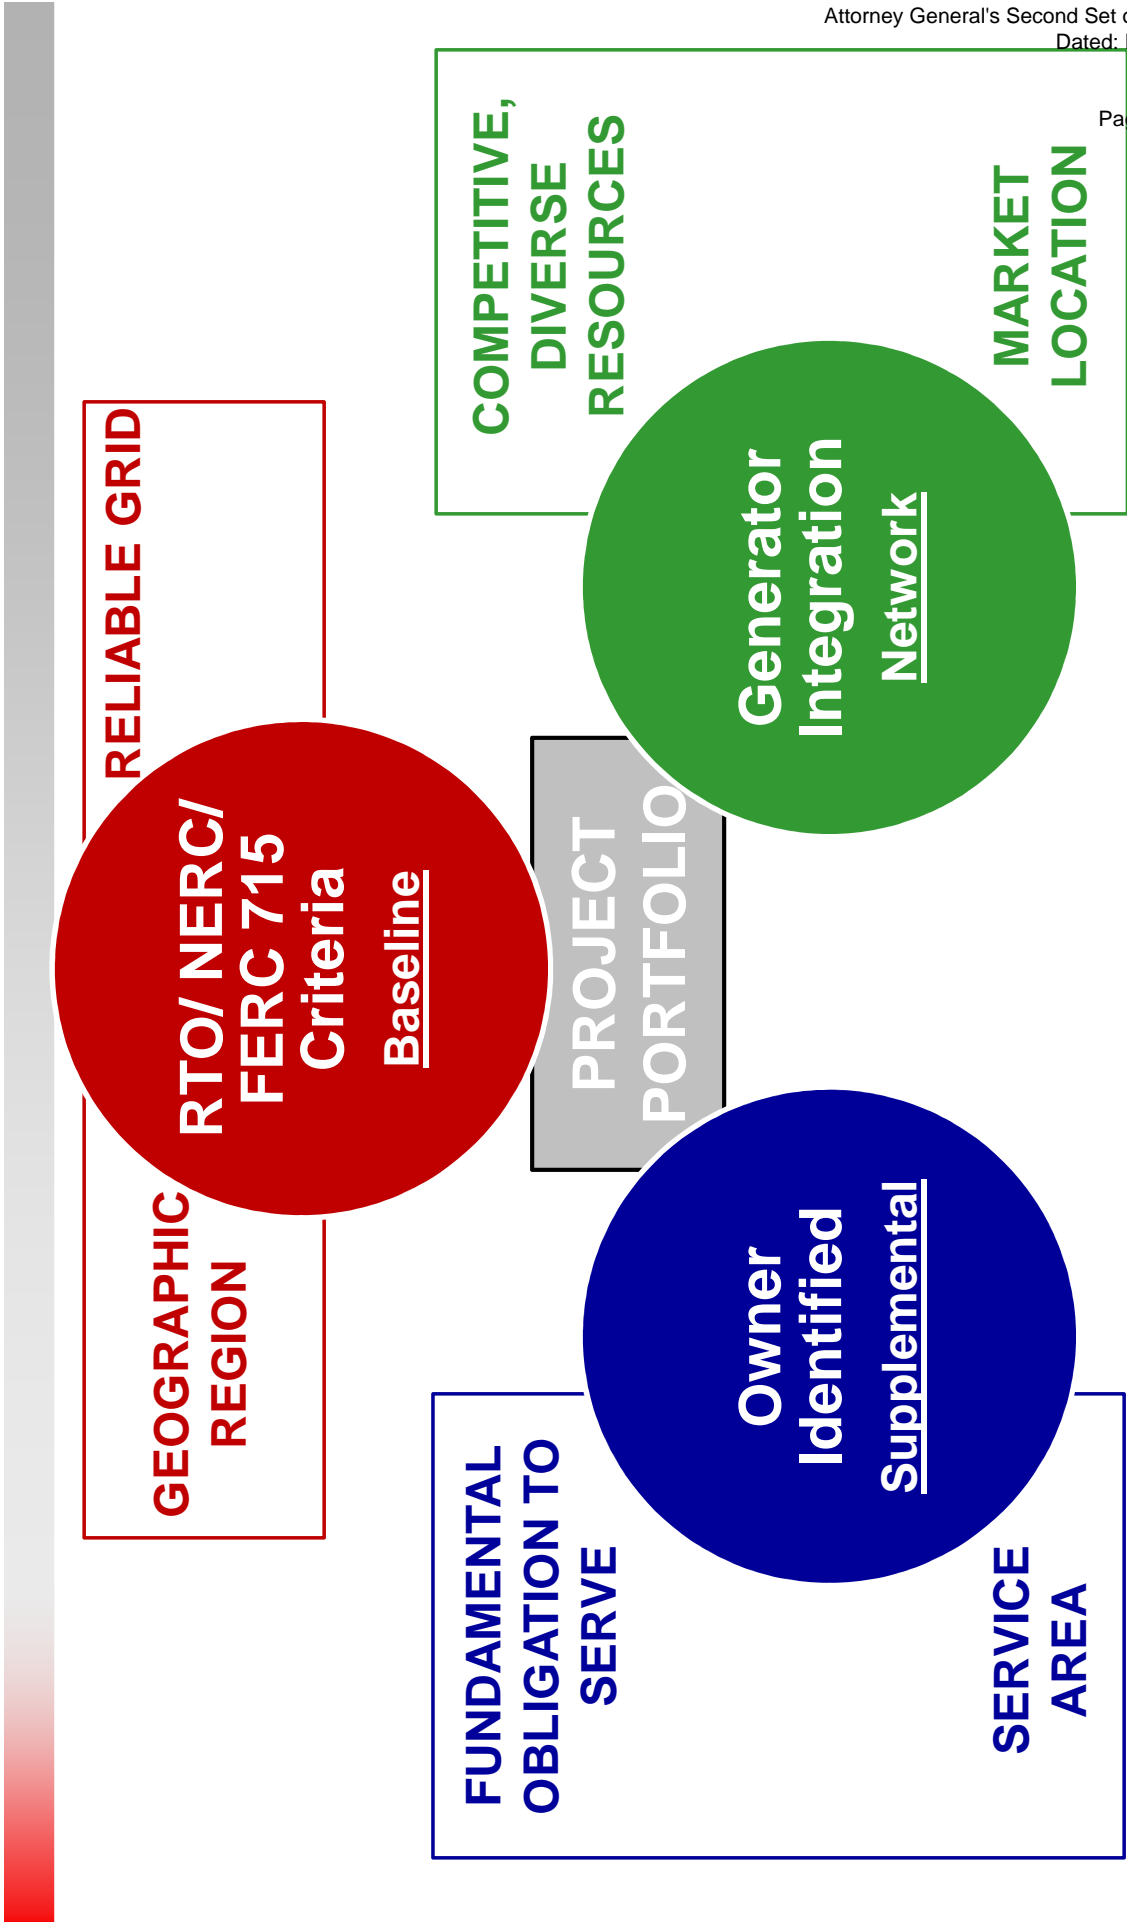 Attorney General's Second Set
Dated:
Pag
GEOGRAPHIC
REGION
RTO/ NERC/
FERC 715
Criteria
Baseline
RELIABLE GRID
FUNDAMENTAL
OBLIGATION TO
SERVE
PROJECT
PORTFOLIO
COMPETITIVE,
DIVERSE
RESOURCES
Owner
Identified
Supplemental
Generator
Integration
Network
SERVICE
AREA
MARKET
LOCATION